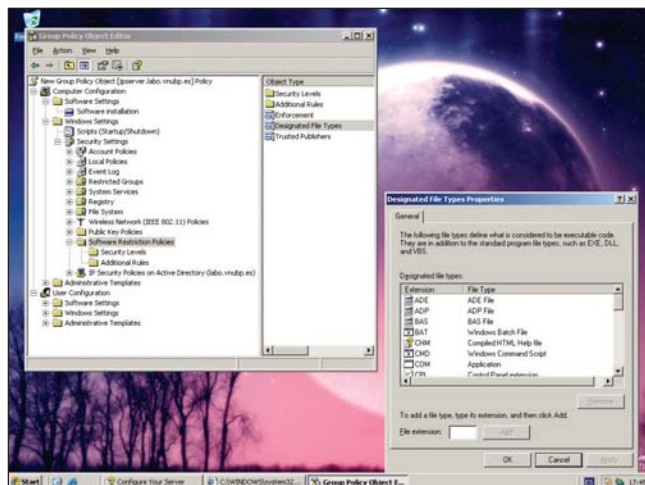 Group Policy Object Editor
File Action View Help
New Group Policy Object [ipserver.labo.vnubp.es] Policy
Computer Configuration
Software Settings
Software installation
Windows Settings
Scripts (Startup/Shutdown)
Security Settings
Account Policies
Local Policies
Event Log
Restricted Groups
System Services
Registry
File System
Wireless Network (IEEE 802.11) Policies
Public Key Policies
Software Restriction Policies
Security Levels
Additional Rules
IP Security Policies on Active Directory (labo.vnubp.es)
Administrative Templates
User Configuration
Software Settings
Windows Settings
Administrative Templates
Object Type
Security Levels
Additional Rules
Enforcement
Designated File Types
Trusted Publishers
Designated File Types Properties
General
The following file types define what is considered to be executable code.
They are in addition to the standard program file types, such as EXE, DLL,
and VBS.
Designated file types:
Extension File Type
ADE ADE File
ADP ADP File
BAS BAS File
BAT Windows Batch File
CHM Compiled HTML Help file
CMD Windows Command Script
COM Application
CPL Control Panel extension
Remove
To add a file type, type its extension, and then click Add.
File extension: Add
OK Cancel Apply
Start Configure Your Server C:\WINDOWS\system32... Group Policy Object E... ES